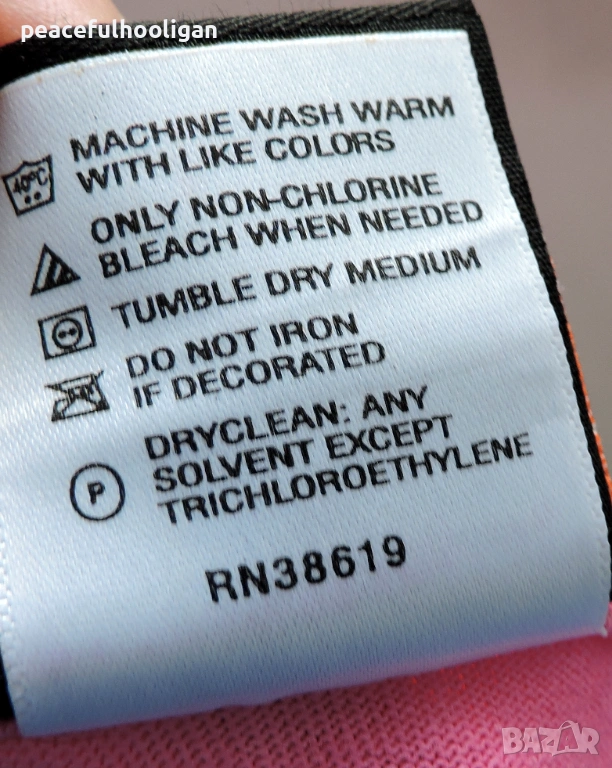 peacefulhooligan
MACHINE WASH WARM
WITH LIKE COLORS
40°C
ONLY NON-CHLORINE
BLEACH WHEN NEEDED
TUMBLE DRY MEDIUM
DO NOT IRON
IF DECORATED
DRYCLEAN: ANY
SOLVENT EXCEPT
TRICHLOROETHYLENE
P
RN38619
BAZAR